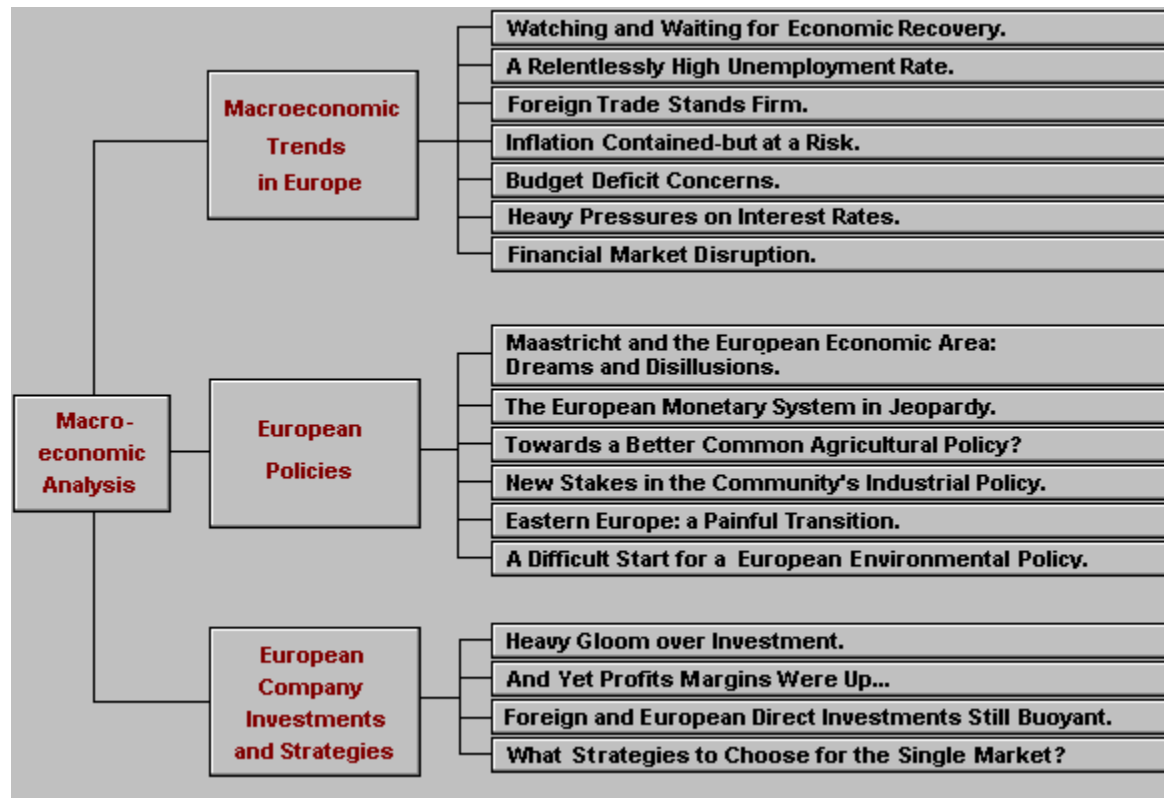 Macro-
economic
Analysis
Macroeconomic
Trends
in Europe
Watching and Waiting for Economic Recovery.
A Relentlessly High Unemployment Rate.
Foreign Trade Stands Firm.
Inflation Contained-but at a Risk.
Budget Deficit Concerns.
Heavy Pressures on Interest Rates.
Financial Market Disruption.
European
Policies
Maastricht and the European Economic Area:
Dreams and Disillusions.
The European Monetary System in Jeopardy.
Towards a Better Common Agricultural Policy?
New Stakes in the Community's Industrial Policy.
Eastern Europe: a Painful Transition.
A Difficult Start for a European Environmental Policy.
European
Company
Investments
and Strategies
Heavy Gloom over Investment.
And Yet Profits Margins Were Up...
Foreign and European Direct Investments Still Buoyant.
What Strategies to Choose for the Single Market?